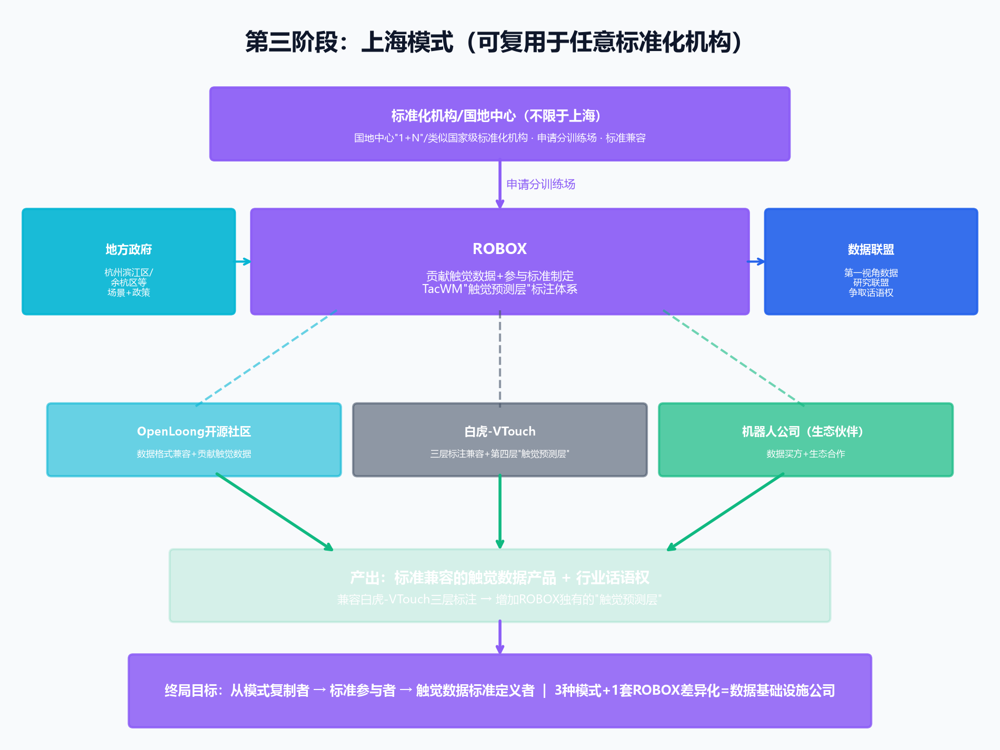 第三阶段：上海模式（可复用于任意标准化机构）
标准化机构/国地中心（不限于上海）
国地中心"1+N"/类似国家级标准化机构 · 申请分训练场 · 标准兼容
申请分训练场
地方政府
杭州滨江区/
余杭区等
场景+政策
ROBOX
贡献触觉数据+参与标准制定
TacWM"触觉预测层"标注体系
数据联盟
第一视角数据
研究联盟
争取话语权
OpenLoong开源社区
数据格式兼容+贡献触觉数据
白虎-VTouch
三层标注兼容+第四层"触觉预测层"
机器人公司（生态伙伴）
数据买方+生态合作
产出：标准兼容的触觉数据产品 + 行业话语权
兼容白虎-VTouch三层标注 → 增加ROBOX独有的"触觉预测层"
终局目标：从模式复制者 → 标准参与者 → 触觉数据标准定义者 | 3种模式+1套ROBOX差异化=数据基础设施公司